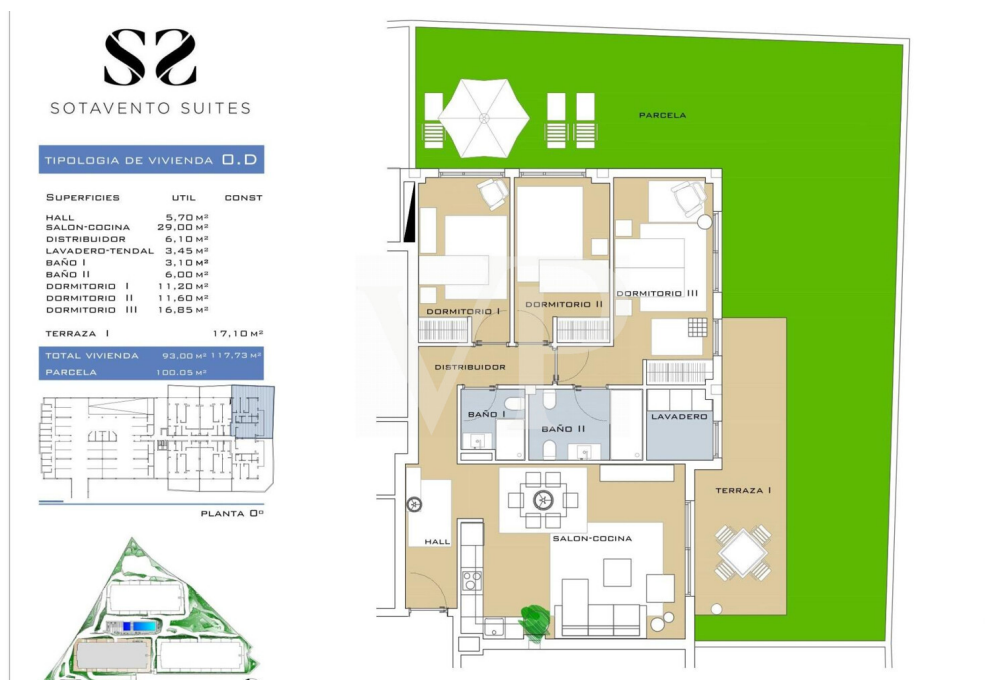 SOTAVENTO SUITES
TIPOLOGIA DE VIVIENDA O.D
SUPERFICIES UTIL CONST
HALL 5,70 M²
SALON-COCINA 29,00 M²
DISTRIBUIDOR 6,10 M²
LAVADERO-TENDAL 3,45 M²
BAÑO I 3,10 M²
BAÑO II 6,00 M²
DORMITORIO I 11,20 M²
DORMITORIO II 11,60 M²
DORMITORIO III 16,85 M²
TERRAZA I 17,10 M²
TOTAL VIVIENDA 93,00 M² 117,73 M²
PARCELA 100.05 M²
PLANTA 0º
PARCELA
DORMITORIO I
DORMITORIO II
DORMITORIO III
DISTRIBUIDOR
BAÑO I
BAÑO II
LAVADERO
TERRAZA I
HALL
SALON-COCINA
VP